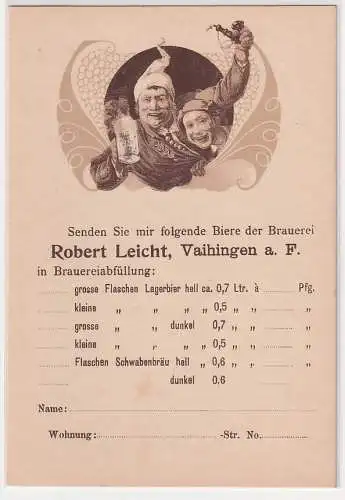 Senden Sie mir folgende Biere der Brauerei
Robert Leicht, Vaihingen a. F.
in Brauereiabfüllung:
grosse Flaschen Lagerbier hell ca. 0,7 Ltr. à Pfg.
kleine „ „ „ „ 0,5 „ „ „
grosse „ „ dunkel 0,7 „ „ „
kleine „ „ „ 0,5 „ „ „
Flaschen Schwabenbräu hell „ 0,6 „ „ „
dunkel 0.6
Name:
Wohnung: -Str. No.